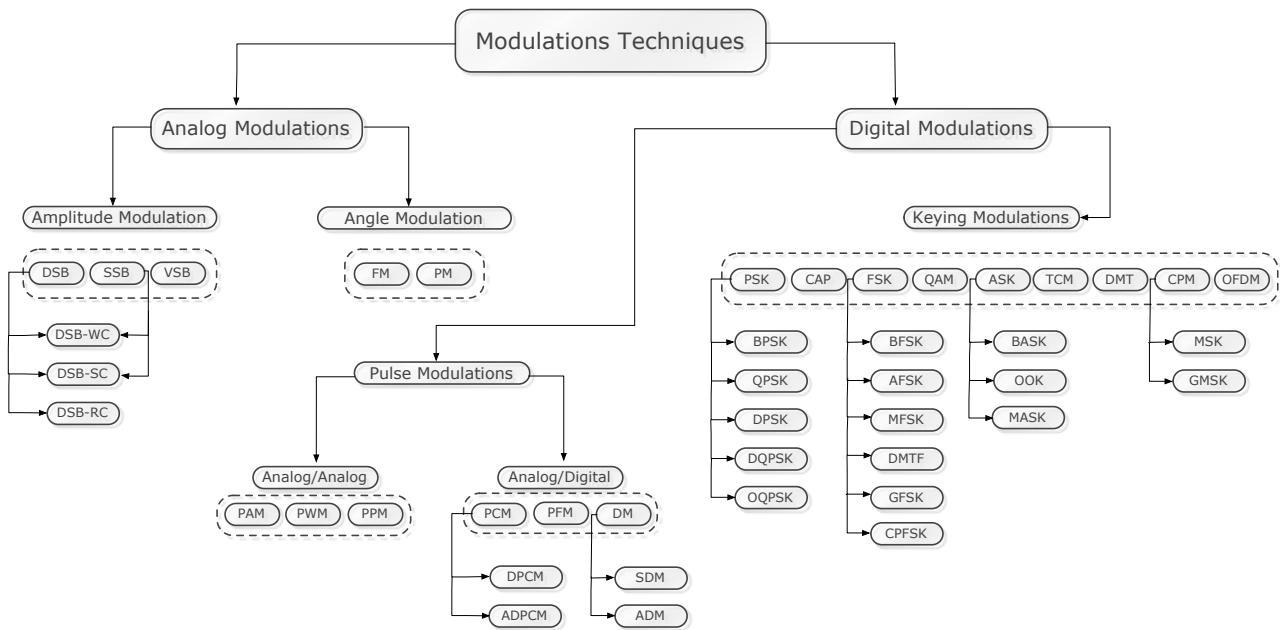 Modulations Techniques
Analog Modulations
Digital Modulations
Amplitude Modulation
Angle Modulation
Keying Modulations
DSB
SSB
VSB
FM
PM
PSK
CAP
FSK
QAM
ASK
TCM
DMT
CPM
OFDM
DSB-WC
DSB-SC
DSB-RC
BPSK
QPSK
DPSK
DQPSK
OQPSK
BFSK
AFSK
MFSK
DMTF
GFSK
CPFSK
BASK
OOK
MASK
MSK
GMSK
Pulse Modulations
Analog/Analog
Analog/Digital
PAM
PWM
PPM
PCM
PFM
DM
DPCM
ADPCM
SDM
ADM